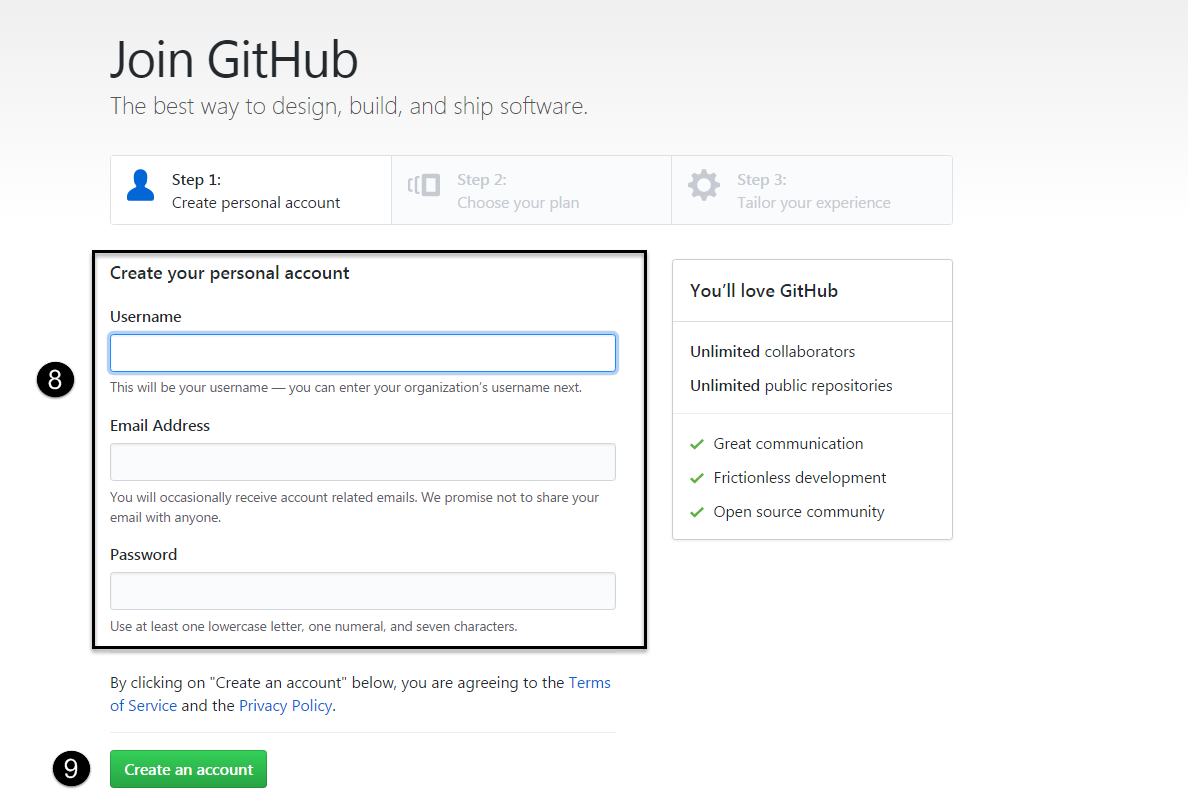 Join GitHub
The best way to design, build, and ship software.
Step 1:
Create personal account
Step 2:
Choose your plan
Step 3:
Tailor your experience
8
Create your personal account
Username
This will be your username — you can enter your organization's username next.
Email Address
You will occasionally receive account related emails. We promise not to share your
email with anyone.
Password
Use at least one lowercase letter, one numeral, and seven characters.
You'll love GitHub
Unlimited collaborators
Unlimited public repositories
Great communication
Frictionless development
Open source community
By clicking on "Create an account" below, you are agreeing to the Terms
of Service and the Privacy Policy.
9
Create an account